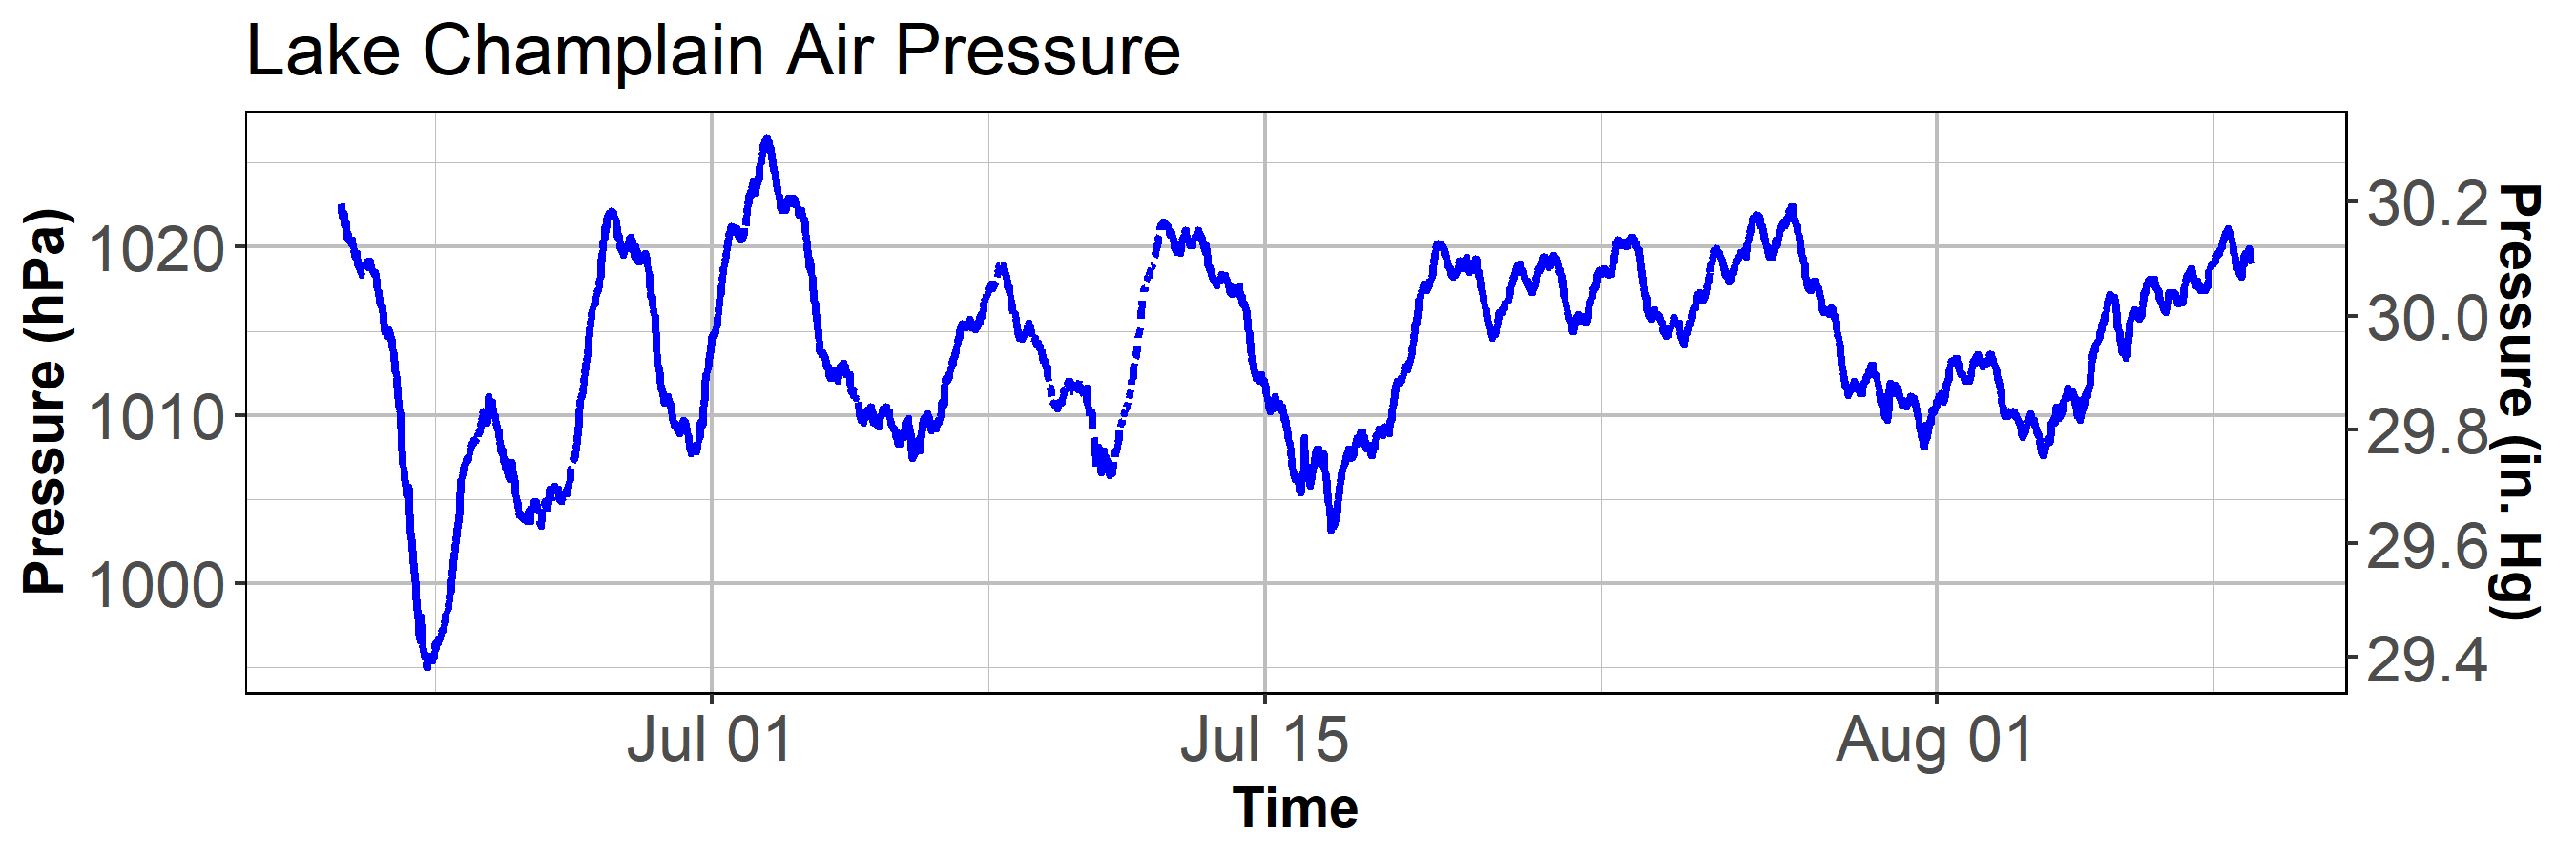 Lake Champlain Air Pressure
Pressure (hPa)
1020
1010
1000
30.2
30.0
29.8
29.6
29.4
Pressure (in. Hg)
Jul 01
Jul 15
Aug 01
Time